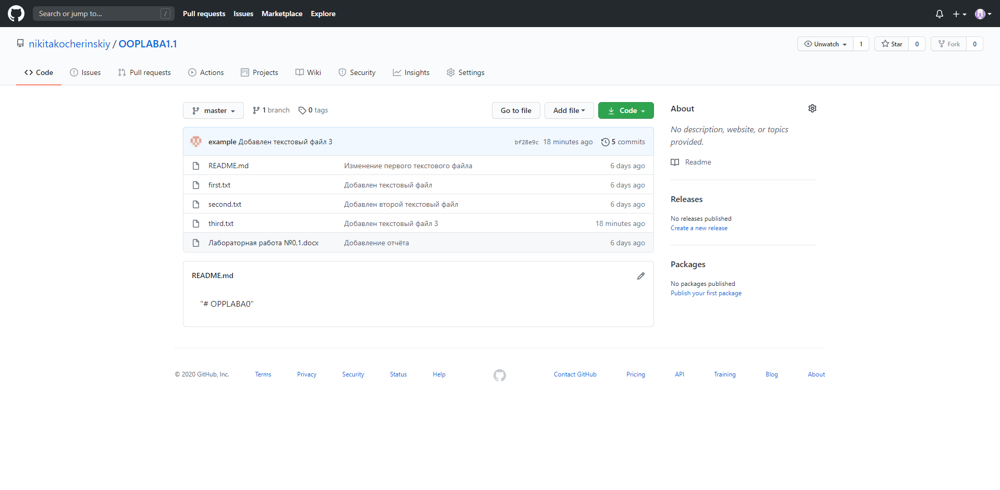 Search or jump to... / Pull requests Issues Marketplace Explore
nikitakocherinskiy / OOPLABA1.1 Unwatch 1 Star 0 Fork 0
Code Issues Pull requests Actions Projects Wiki Security Insights Settings
master 1 branch 0 tags Go to file Add file Code
example Добавлен текстовый файл 3 bf28e9c 18 minutes ago 5 commits
README.md Изменение первого текстового файла 6 days ago
first.txt Добавлен текстовый файл 6 days ago
second.txt Добавлен второй текстовый файл 6 days ago
third.txt Добавлен текстовый файл 3 18 minutes ago
Лабораторная работа №0,1.docx Добавление отчёта 6 days ago
README.md
"# OPPLABA0"
About
No description, website, or topics
provided.
Readme
Releases
No releases published
Create a new release
Packages
No packages published
Publish your first package
© 2020 GitHub, Inc. Terms Privacy Security Status Help Contact GitHub Pricing API Training Blog About